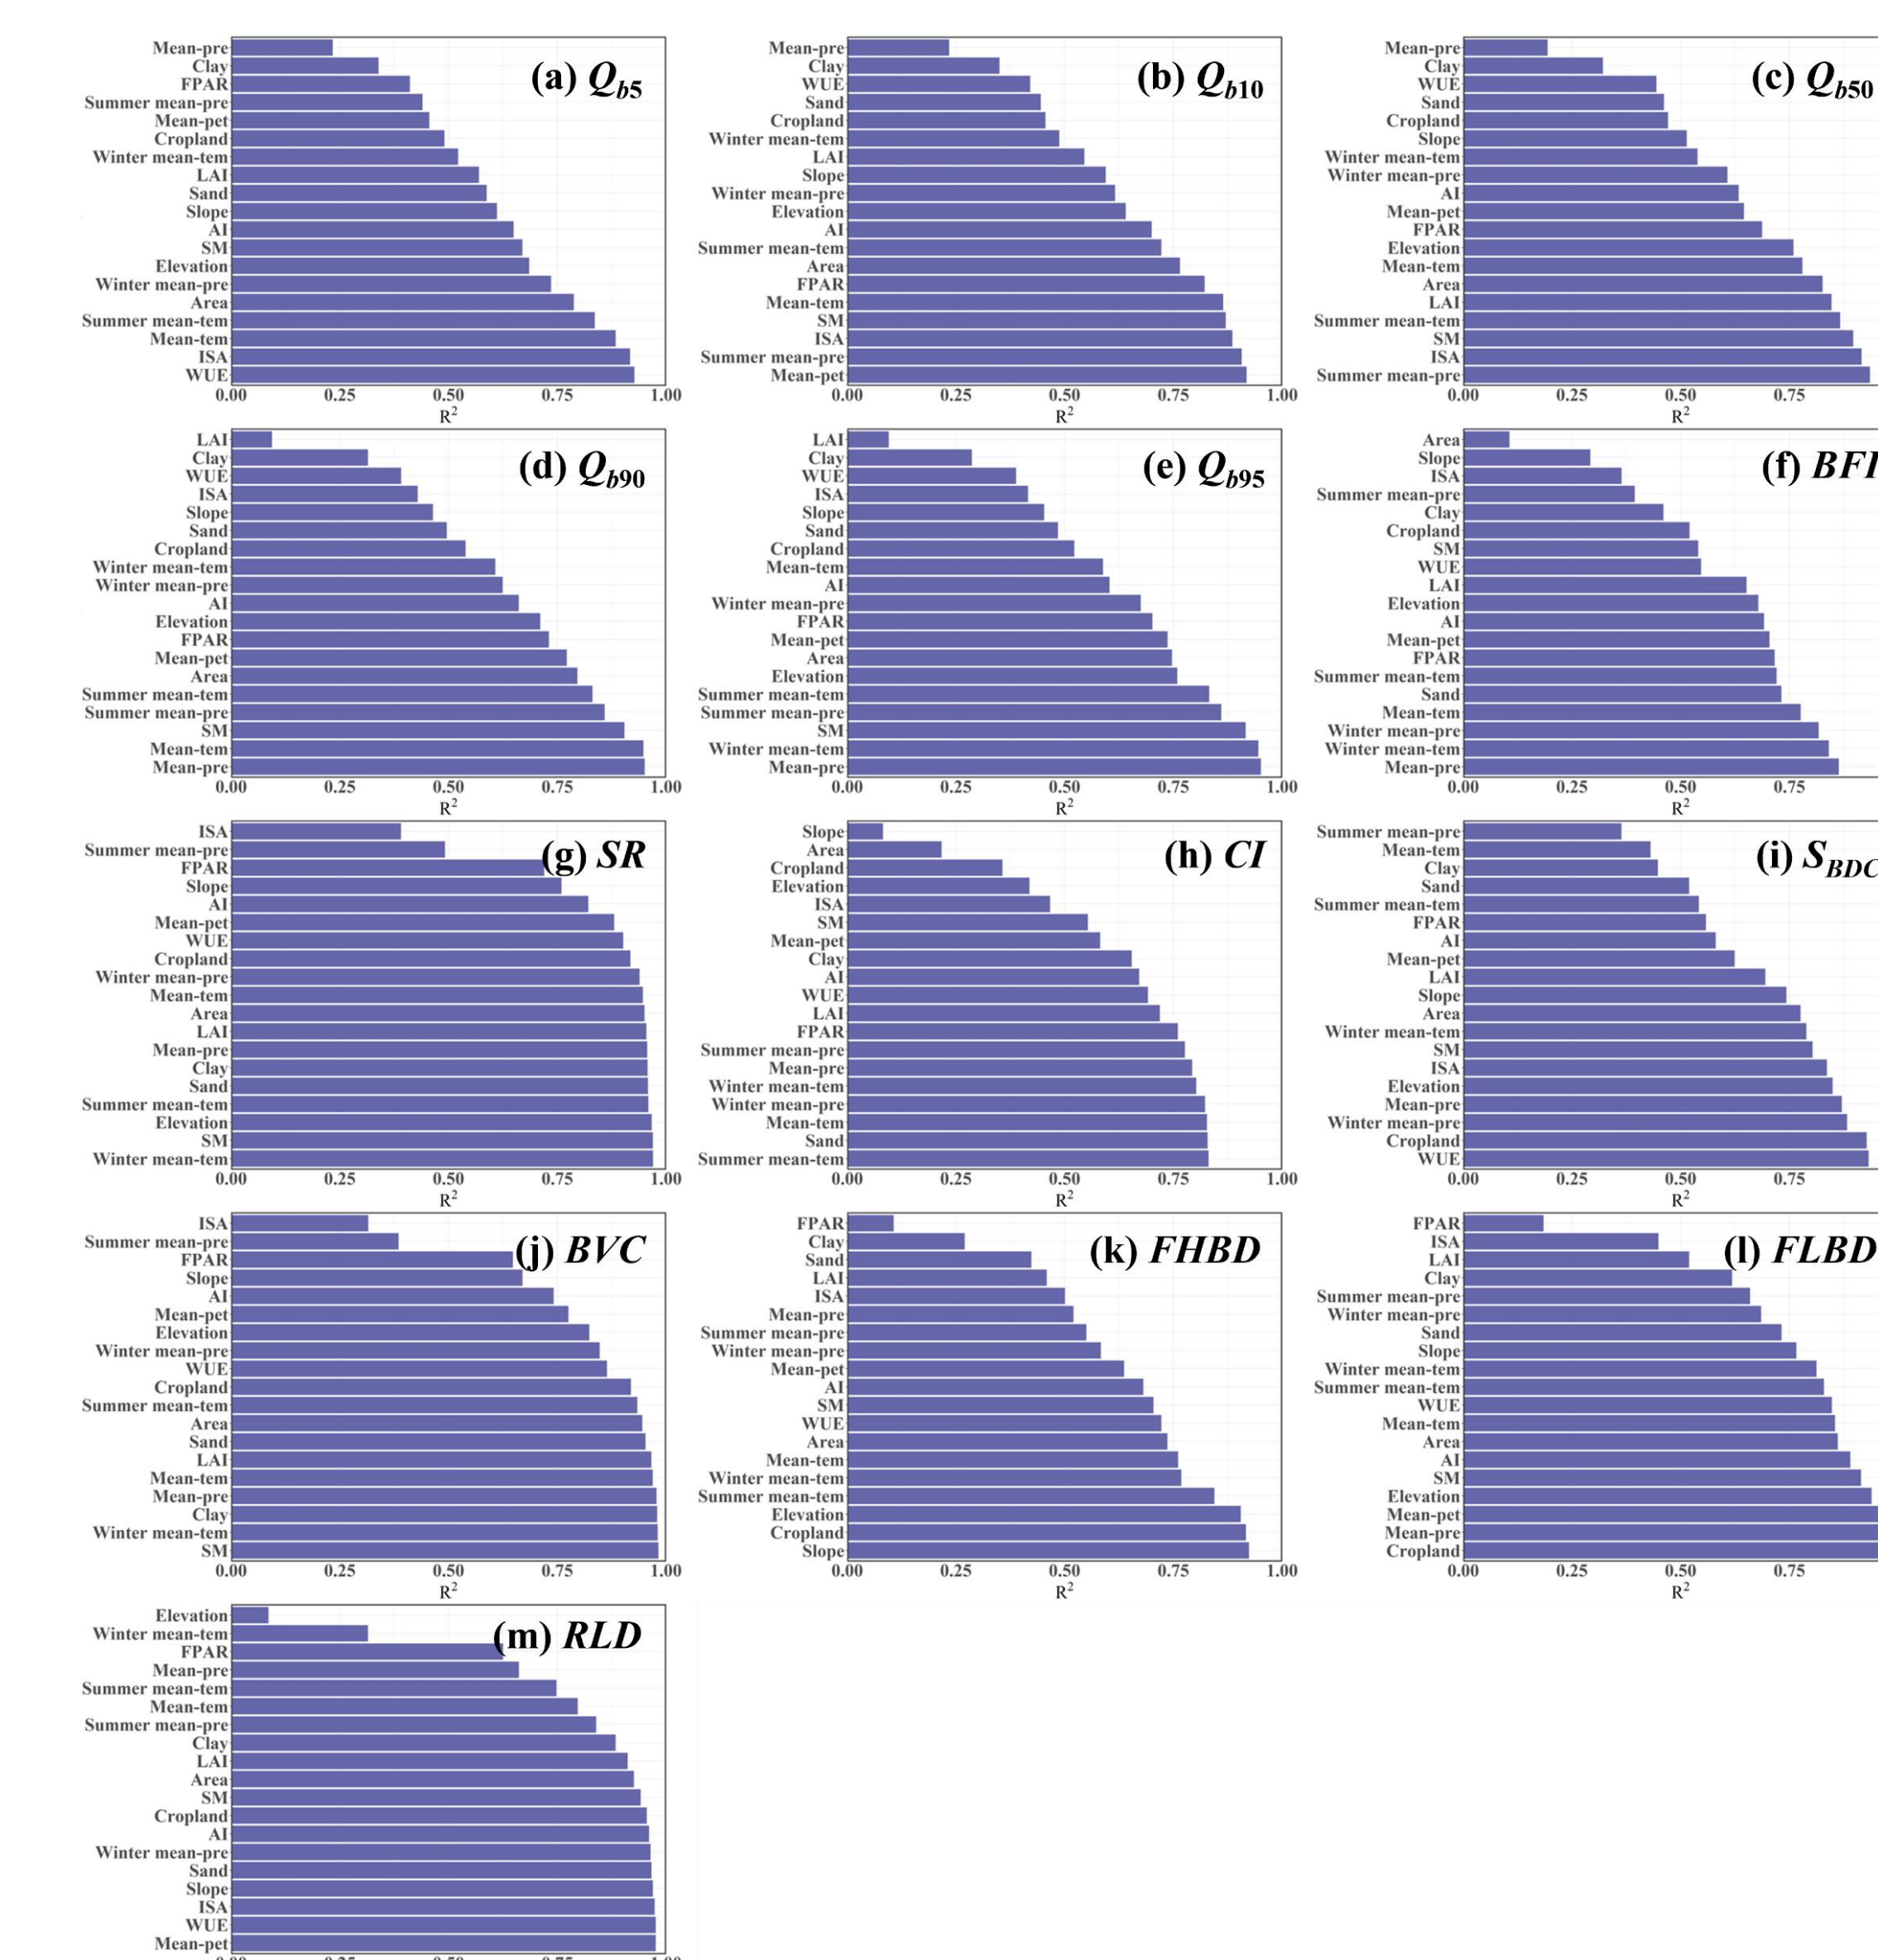 (a) Qb5
Mean-pre
Clay
FPAR
Summer mean-pre
Mean-pet
Cropland
Winter mean-tem
LAI
Sand
Slope
AI
SM
Elevation
Winter mean-pre
Area
Summer mean-tem
Mean-tem
ISA
WUE
0.00 0.25 0.50 0.75 1.00
R²
(b) Qb10
Mean-pre
Clay
WUE
Sand
Cropland
Winter mean-tem
LAI
Slope
Winter mean-pre
Elevation
AI
Summer mean-tem
Area
FPAR
Mean-tem
SM
ISA
Summer mean-pre
Mean-pet
0.00 0.25 0.50 0.75 1.00
R²
(c) Qb50
Mean-pre
Clay
WUE
Sand
Cropland
Slope
Winter mean-tem
Winter mean-pre
AI
Mean-pet
FPAR
Elevation
Mean-tem
Area
LAI
Summer mean-tem
SM
ISA
Summer mean-pre
0.00 0.25 0.50 0.75
R²
(d) Qb90
LAI
Clay
WUE
ISA
Slope
Sand
Cropland
Winter mean-tem
Winter mean-pre
AI
Elevation
FPAR
Mean-pet
Area
Summer mean-tem
Summer mean-pre
SM
Mean-tem
Mean-pre
0.00 0.25 0.50 0.75 1.00
R²
(e) Qb95
LAI
Clay
WUE
ISA
Slope
Sand
Cropland
Mean-tem
AI
Winter mean-pre
FPAR
Mean-pet
Area
Elevation
Summer mean-tem
Summer mean-pre
SM
Winter mean-tem
Mean-pre
0.00 0.25 0.50 0.75 1.00
R²
(f) BFI
Area
Slope
ISA
Summer mean-pre
Clay
Cropland
SM
WUE
LAI
Elevation
AI
Mean-pet
FPAR
Summer mean-tem
Sand
Mean-tem
Winter mean-pre
Winter mean-tem
Mean-pre
0.00 0.25 0.50 0.75
R²
(g) SR
ISA
Summer mean-pre
FPAR
Slope
AI
Mean-pet
WUE
Cropland
Winter mean-pre
Mean-tem
Area
LAI
Mean-pre
Clay
Sand
Summer mean-tem
Elevation
SM
Winter mean-tem
0.00 0.25 0.50 0.75 1.00
R²
(h) CI
Slope
Area
Cropland
Elevation
ISA
SM
Mean-pet
Clay
AI
WUE
LAI
FPAR
Summer mean-pre
Mean-pre
Winter mean-tem
Winter mean-pre
Mean-tem
Sand
Summer mean-tem
0.00 0.25 0.50 0.75 1.00
R²
(i) SBDC
Summer mean-pre
Mean-tem
Clay
Sand
Summer mean-tem
FPAR
AI
Mean-pet
LAI
Slope
Area
Winter mean-tem
SM
ISA
Elevation
Mean-pre
Winter mean-pre
Cropland
WUE
0.00 0.25 0.50 0.75
R²
(j) BVC
ISA
Summer mean-pre
FPAR
Slope
AI
Mean-pet
Elevation
Winter mean-pre
WUE
Cropland
Summer mean-tem
Area
Sand
LAI
Mean-tem
Mean-pre
Clay
Winter mean-tem
SM
0.00 0.25 0.50 0.75 1.00
R²
(k) FHBD
FPAR
Clay
Sand
LAI
ISA
Mean-pre
Summer mean-pre
Winter mean-pre
Mean-pet
AI
SM
WUE
Area
Mean-tem
Winter mean-tem
Summer mean-tem
Elevation
Cropland
Slope
0.00 0.25 0.50 0.75 1.00
R²
(l) FLBD
FPAR
ISA
LAI
Clay
Summer mean-pre
Winter mean-pre
Sand
Slope
Winter mean-tem
Summer mean-tem
WUE
Mean-tem
Area
AI
SM
Elevation
Mean-pet
Mean-pre
Cropland
0.00 0.25 0.50 0.75
R²
(m) RLD
Elevation
Winter mean-tem
FPAR
Mean-pre
Summer mean-tem
Mean-tem
Summer mean-pre
Clay
LAI
Area
SM
Cropland
AI
Winter mean-pre
Sand
Slope
ISA
WUE
Mean-pet